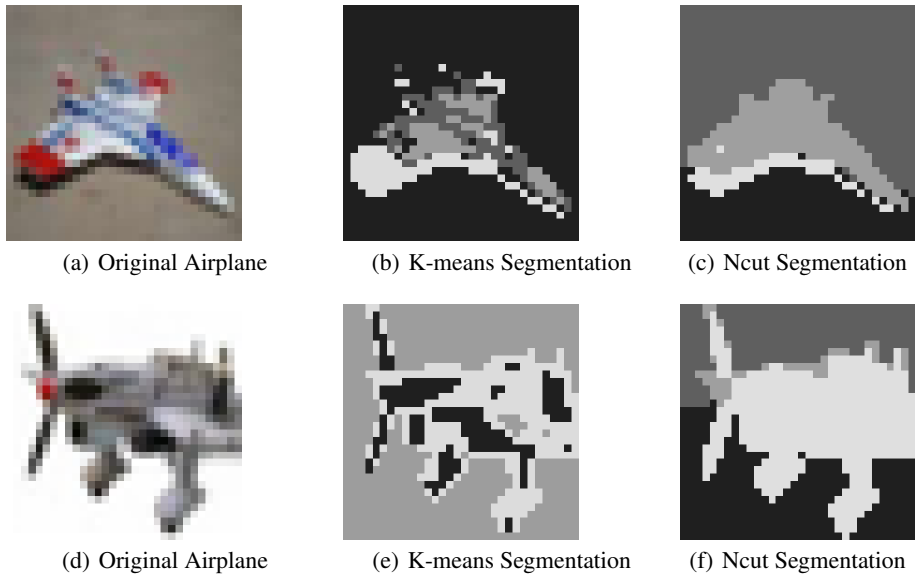 (a) Original Airplane
(b) K-means Segmentation
(c) Ncut Segmentation
(d) Original Airplane
(e) K-means Segmentation
(f) Ncut Segmentation